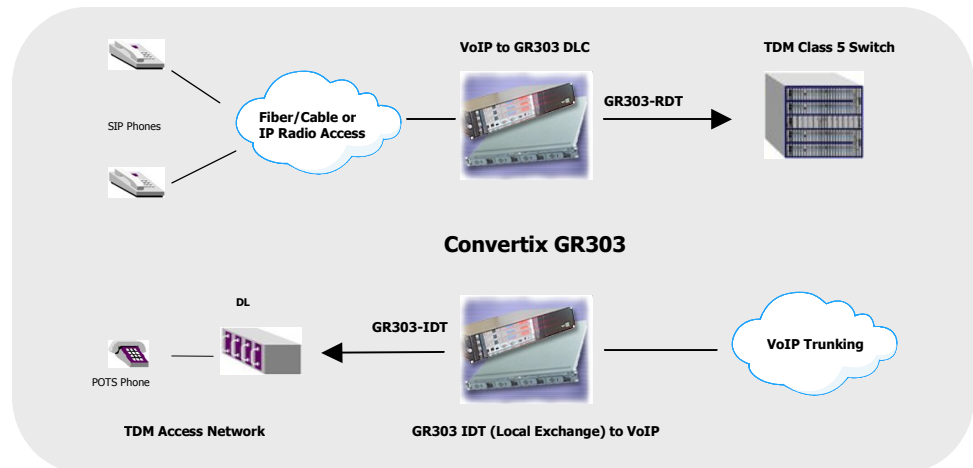 VoIP to GR303 DLC
TDM Class 5 Switch
SIP Phones
Fiber/Cable or
IP Radio Access
GR303-RDT
Convertix GR303
DL
GR303-IDT
VoIP Trunking
POTS Phone
TDM Access Network
GR303 IDT (Local Exchange) to VoIP